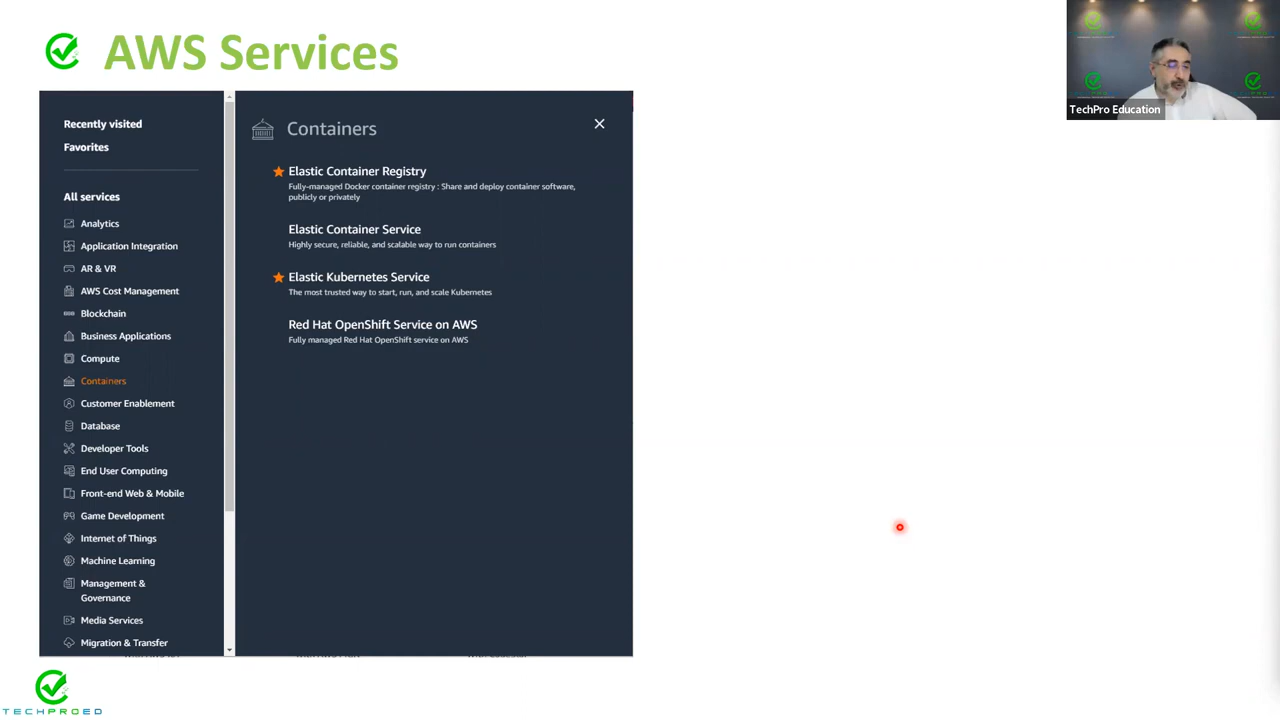 AWS Services
TechPro Education
Recently visited
Favorites
All services
Analytics
Application Integration
AR & VR
AWS Cost Management
Blockchain
Business Applications
Compute
Containers
Customer Enablement
Database
Developer Tools
End User Computing
Front-end Web & Mobile
Game Development
Internet of Things
Machine Learning
Management &
Governance
Media Services
Migration & Transfer
Containers
Elastic Container Registry
Fully-managed Docker container registry : Share and deploy container software,
publicly or privately
Elastic Container Service
Highly secure, reliable, and scalable way to run containers
Elastic Kubernetes Service
The most trusted way to start, run, and scale Kubernetes
Red Hat OpenShift Service on AWS
Fully managed Red Hat OpenShift service on AWS
TECHPROED